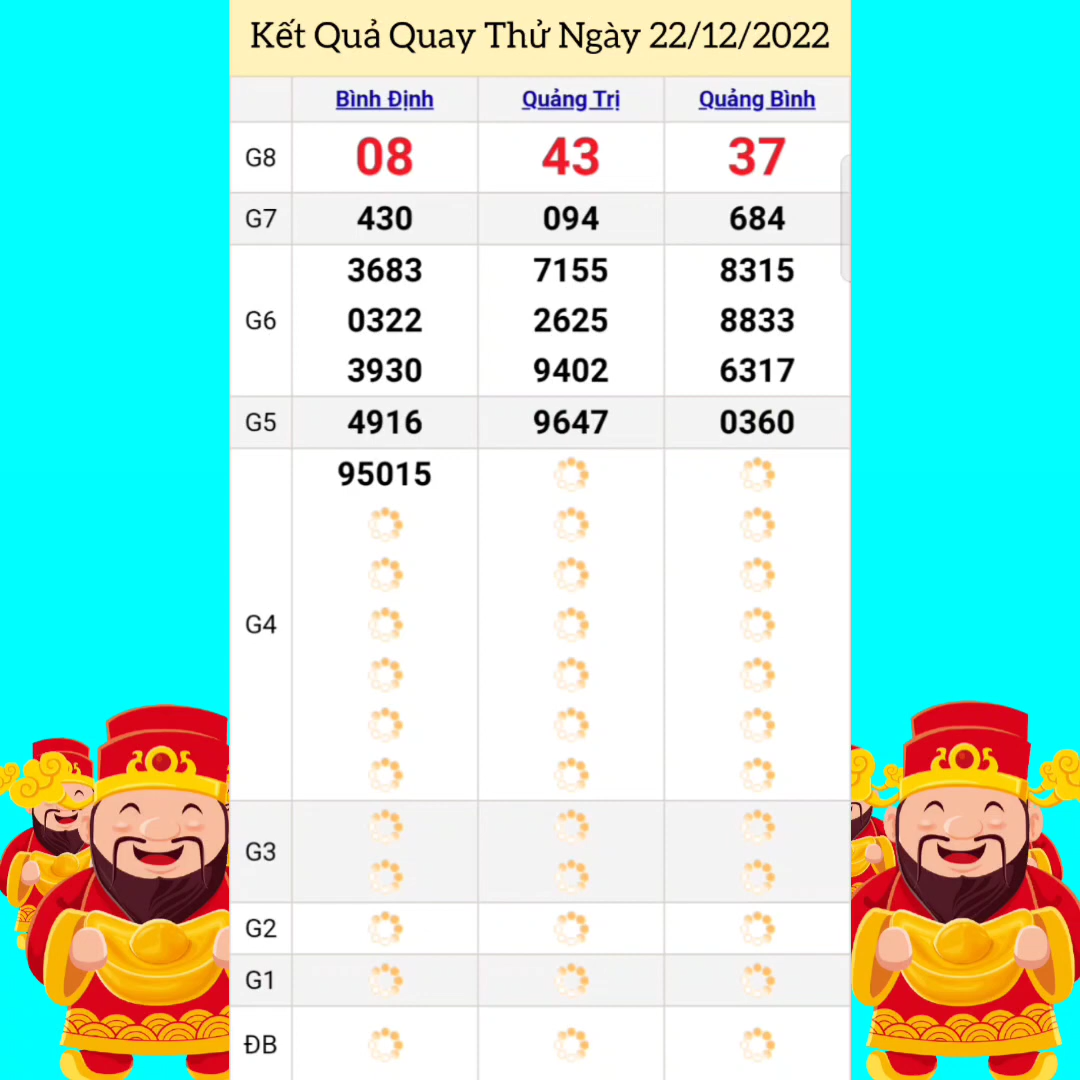 Kết Quả Quay Thử Ngày 22/12/2022
Bình Định Quảng Trị Quảng Bình
G8 08 43 37
G7 430 094 684
3683 7155 8315
G6 0322 2625 8833
3930 9402 6317
G5 4916 9647 0360
95015
G4
G3
G2
G1
ĐB